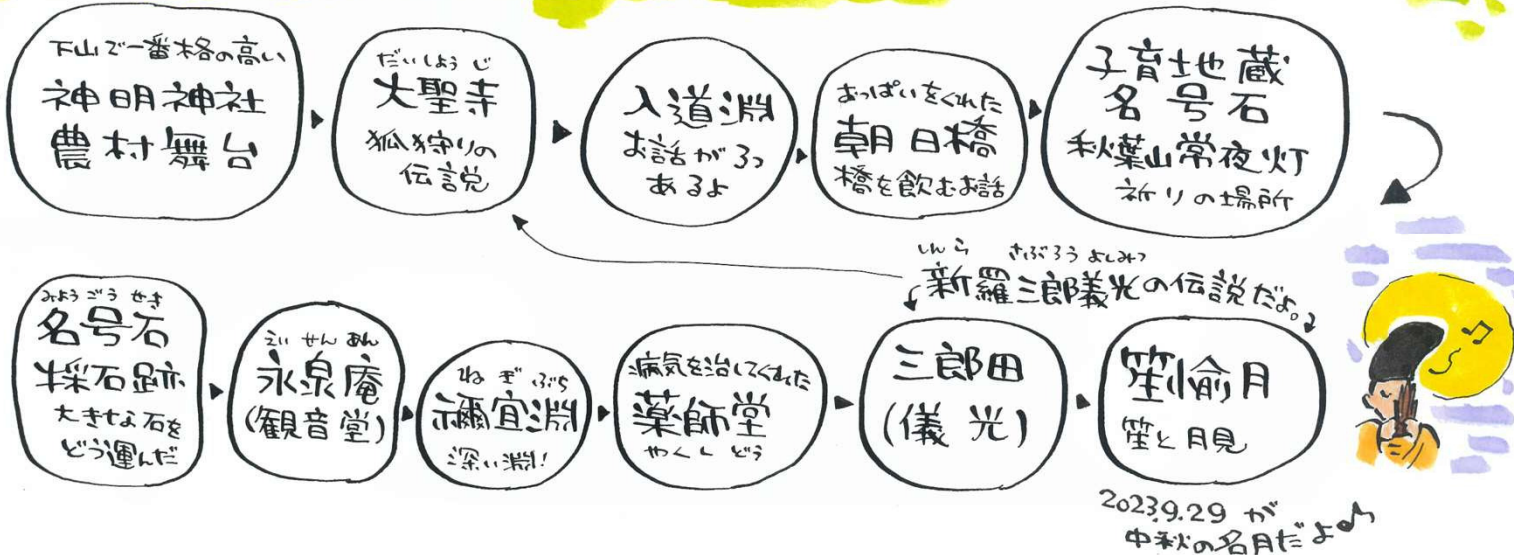 下山で一番格の高い
神明神社
農村舞台
だいしょうじ
大聖寺
狐狩りの
伝説
入道淵
お話が3つ
あるよ
おっぱいをくれた
朝日橋
橋を飲むお話
子育地蔵
名号石
秋葉山常夜灯
祈りの場所
しんら さぶろう よしみつ
新羅三郎義光の伝説だよ。
みょうごうせき
名号石
採石跡
大きな石を
どう運んだ
えいせんあん
永泉庵
(観音堂)
ねぎぶち
禰宜淵
深い淵!
病気を治してくれた
薬師堂
やくしどう
三郎田
(儀光)
笙愉月
笙と月見
2023.9.29 が
中秋の名月だよ